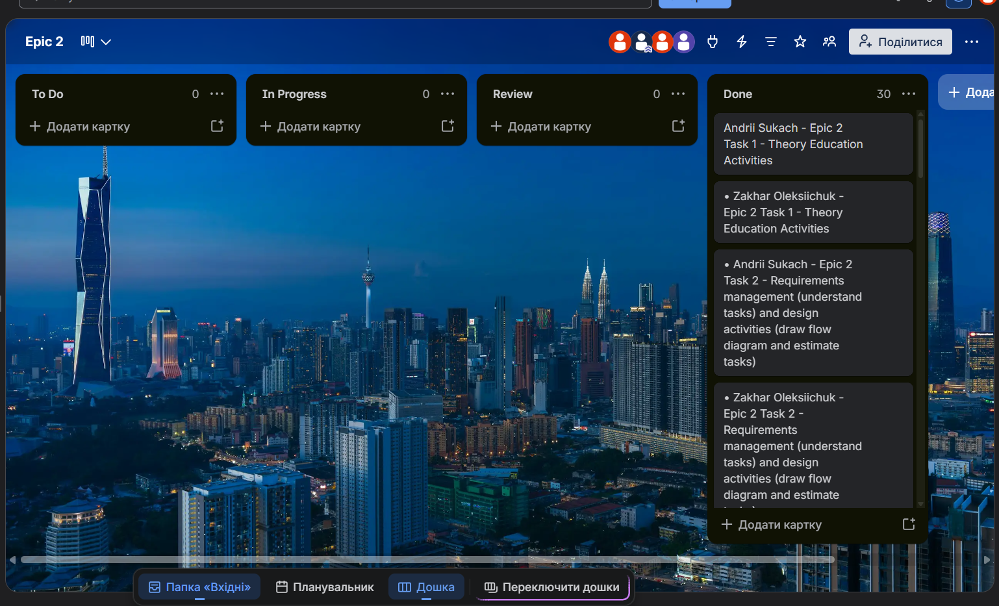 Epic 2
Поділитися
To Do
0
Додати картку
In Progress
0
Додати картку
Review
0
Додати картку
Done
30
Andrii Sukach - Epic 2
Task 1 - Theory Education
Activities
• Zakhar Oleksiichuk -
Epic 2 Task 1 - Theory
Education Activities
• Andrii Sukach - Epic 2
Task 2 - Requirements
management (understand
tasks) and design
activities (draw flow
diagram and estimate
tasks)
• Zakhar Oleksiichuk -
Epic 2 Task 2 -
Requirements
management (understand
tasks) and design
activities (draw flow
diagram and estimate
Додати картку
Дода
Папка «Вхідні»
Планувальник
Дошка
Переключити дошки